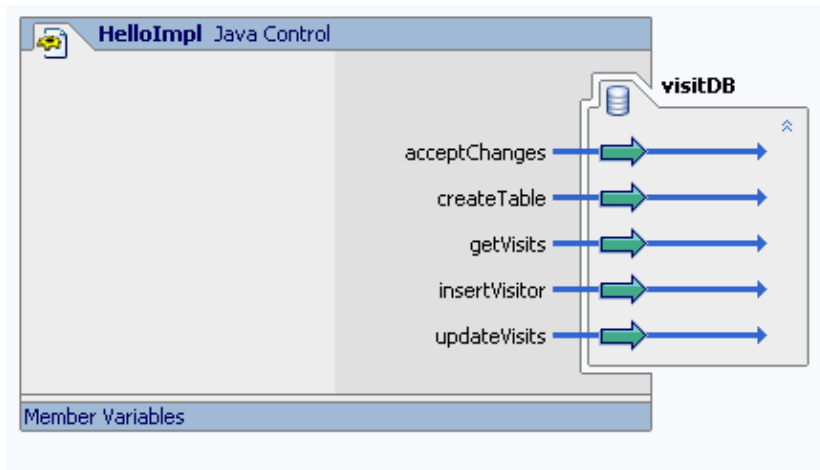 HelloImpl Java Control
visitDB
acceptChanges
createTable
getVisits
insertVisitor
updateVisits
Member Variables